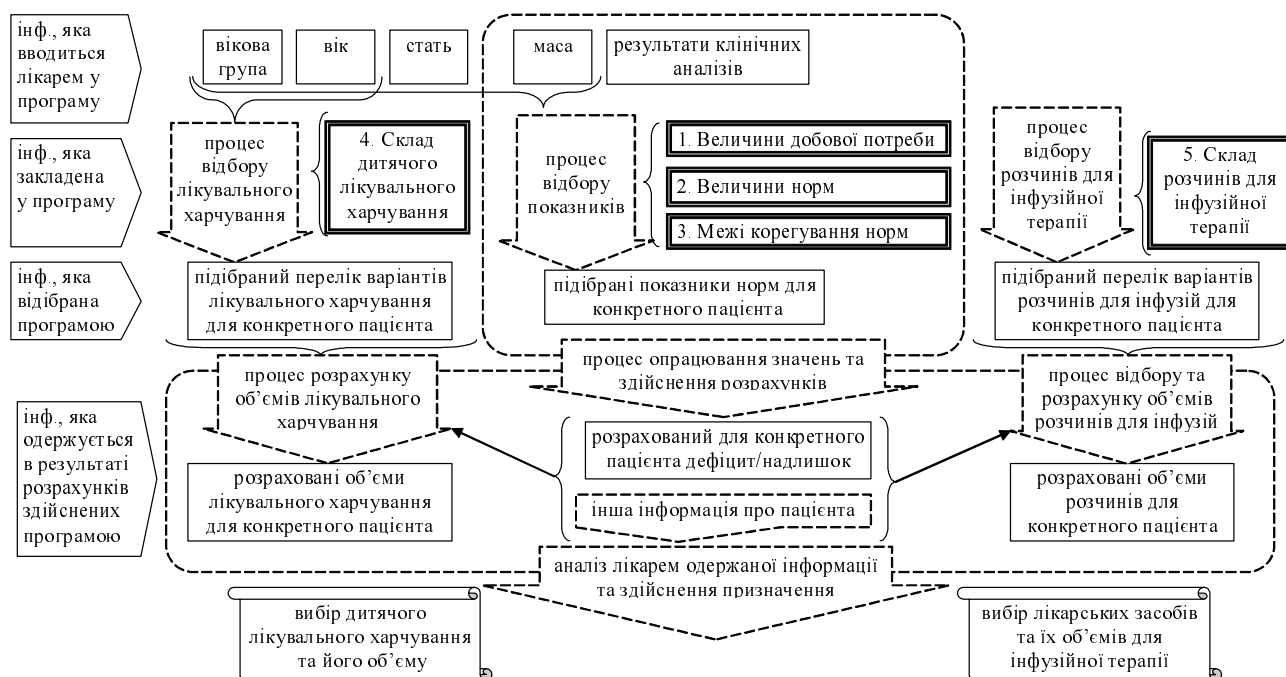 інф., яка
вводиться
лікарем у
програму
вікова
група
вік
стать
маса
результати клінічних
аналізів
інф., яка
закладена
у програму
процес
відбору
лікувального
харчування
4. Склад
дитячого
лікувального
харчування
процес
відбору
показників
1. Величини добової потреби
2. Величини норм
3. Межі корегування норм
процес
відбору
розчинів для
інфузійної
терапії
5. Склад
розчинів для
інфузійної
терапії
інф., яка
відібрана
програмою
підібраний перелік варіантів
лікувального харчування
для конкретного пацієнта
підібрані показники норм для
конкретного пацієнта
підібраний перелік варіантів
розчинів для інфузій для
конкретного пацієнта
процес опрацювання значень та
здійснення розрахунків
процес розрахунку
об’ємів лікувального
харчування
процес відбору та
розрахунку об’ємів
розчинів для інфузій
інф., яка
одержується
в результаті
розрахунків
здійснених
програмою
розрахований для конкретного
пацієнта дефіцит/надлишок
розраховані об’єми
лікувального харчування
для конкретного пацієнта
інша інформація про пацієнта
розраховані об’єми
розчинів для
конкретного пацієнта
аналіз лікарем одержаної інформації
та здійснення призначення
вибір дитячого
лікувального харчування
та його об’єму
вибір лікарських засобів
та їх об’ємів для
інфузійної терапії